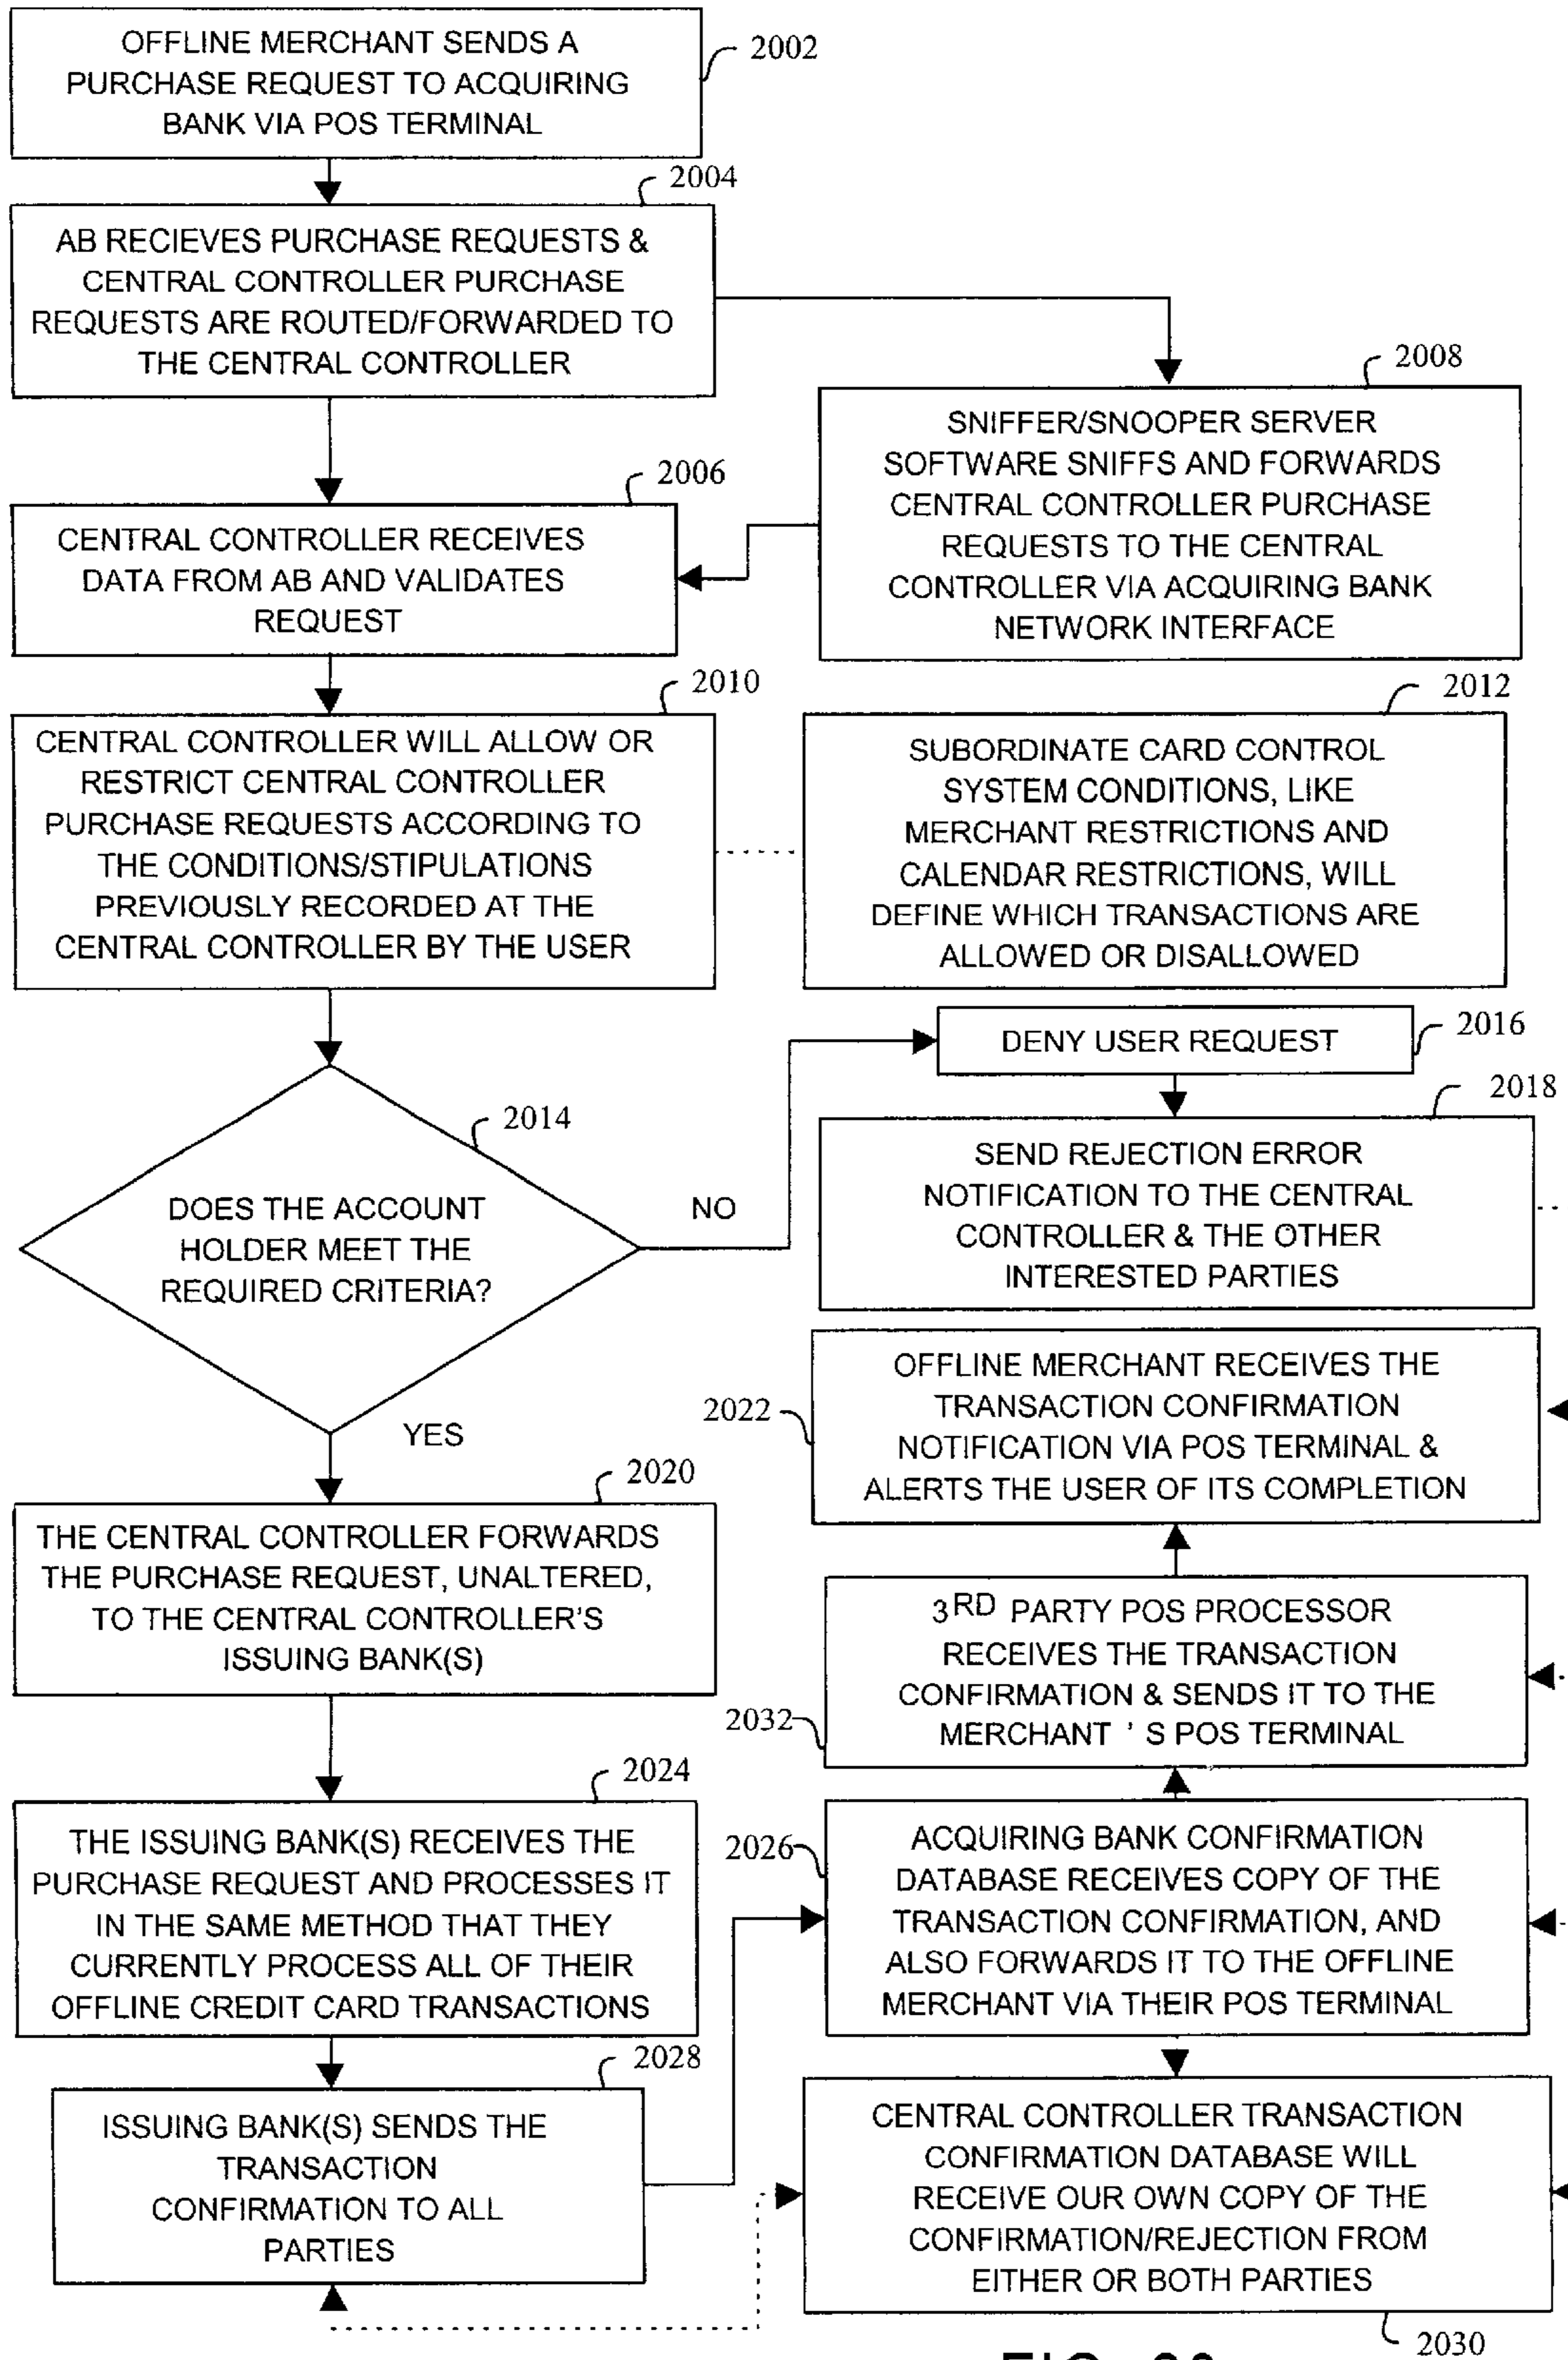 OFFLINE MERCHANT SENDS A
PURCHASE REQUEST TO ACQUIRING
BANK VIA POS TERMINAL
2002
2004
AB RECIEVES PURCHASE REQUESTS &
CENTRAL CONTROLLER PURCHASE
REQUESTS ARE ROUTED/FORWARDED TO
THE CENTRAL CONTROLLER
2008
SNIFFER/SNOOPER SERVER
SOFTWARE SNIFFS AND FORWARDS
CENTRAL CONTROLLER PURCHASE
REQUESTS TO THE CENTRAL
CONTROLLER VIA ACQUIRING BANK
NETWORK INTERFACE
2006
CENTRAL CONTROLLER RECEIVES
DATA FROM AB AND VALIDATES
REQUEST
2010
CENTRAL CONTROLLER WILL ALLOW OR
RESTRICT CENTRAL CONTROLLER
PURCHASE REQUESTS ACCORDING TO
THE CONDITIONS/STIPULATIONS
PREVIOUSLY RECORDED AT THE
CENTRAL CONTROLLER BY THE USER
2012
SUBORDINATE CARD CONTROL
SYSTEM CONDITIONS, LIKE
MERCHANT RESTRICTIONS AND
CALENDAR RESTRICTIONS, WILL
DEFINE WHICH TRANSACTIONS ARE
ALLOWED OR DISALLOWED
2014
DOES THE ACCOUNT
HOLDER MEET THE
REQUIRED CRITERIA?
NO
YES
DENY USER REQUEST
2016
2018
SEND REJECTION ERROR
NOTIFICATION TO THE CENTRAL
CONTROLLER & THE OTHER
INTERESTED PARTIES
2022
OFFLINE MERCHANT RECEIVES THE
TRANSACTION CONFIRMATION
NOTIFICATION VIA POS TERMINAL &
ALERTS THE USER OF ITS COMPLETION
2020
THE CENTRAL CONTROLLER FORWARDS
THE PURCHASE REQUEST, UNALTERED,
TO THE CENTRAL CONTROLLER'S
ISSUING BANK(S)
3RD PARTY POS PROCESSOR
RECEIVES THE TRANSACTION
CONFIRMATION & SENDS IT TO THE
MERCHANT ' S POS TERMINAL
2032
2024
THE ISSUING BANK(S) RECEIVES THE
PURCHASE REQUEST AND PROCESSES IT
IN THE SAME METHOD THAT THEY
CURRENTLY PROCESS ALL OF THEIR
OFFLINE CREDIT CARD TRANSACTIONS
2026
ACQUIRING BANK CONFIRMATION
DATABASE RECEIVES COPY OF THE
TRANSACTION CONFIRMATION, AND
ALSO FORWARDS IT TO THE OFFLINE
MERCHANT VIA THEIR POS TERMINAL
2028
ISSUING BANK(S) SENDS THE
TRANSACTION
CONFIRMATION TO ALL
PARTIES
CENTRAL CONTROLLER TRANSACTION
CONFIRMATION DATABASE WILL
RECEIVE OUR OWN COPY OF THE
CONFIRMATION/REJECTION FROM
EITHER OR BOTH PARTIES
2030